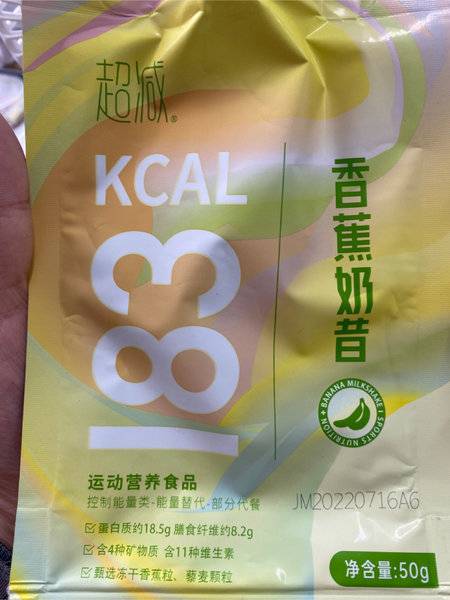 超减®
KCAL
183
香蕉奶昔
BANANA MILKSHAKE
SPORTS NUTRITION
运动营养食品
控制能量类-能量替代-部分代餐
JM20220716A6
蛋白质约18.5g 膳食纤维约8.2g
含4种矿物质 含11种维生素
甄选冻干香蕉粒、藜麦颗粒
净含量:50g